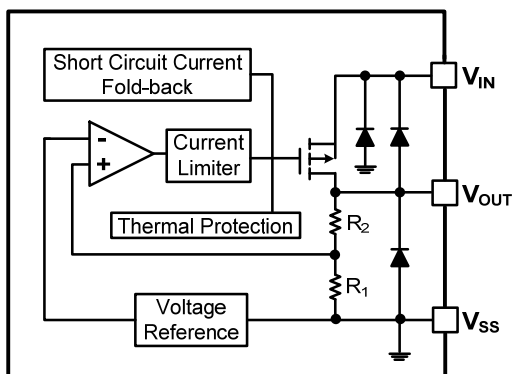 Short Circuit Current
Fold-back
V_IN
-
+
Current
Limiter
V_OUT
Thermal Protection
R_2
R_1
Voltage
Reference
V_SS